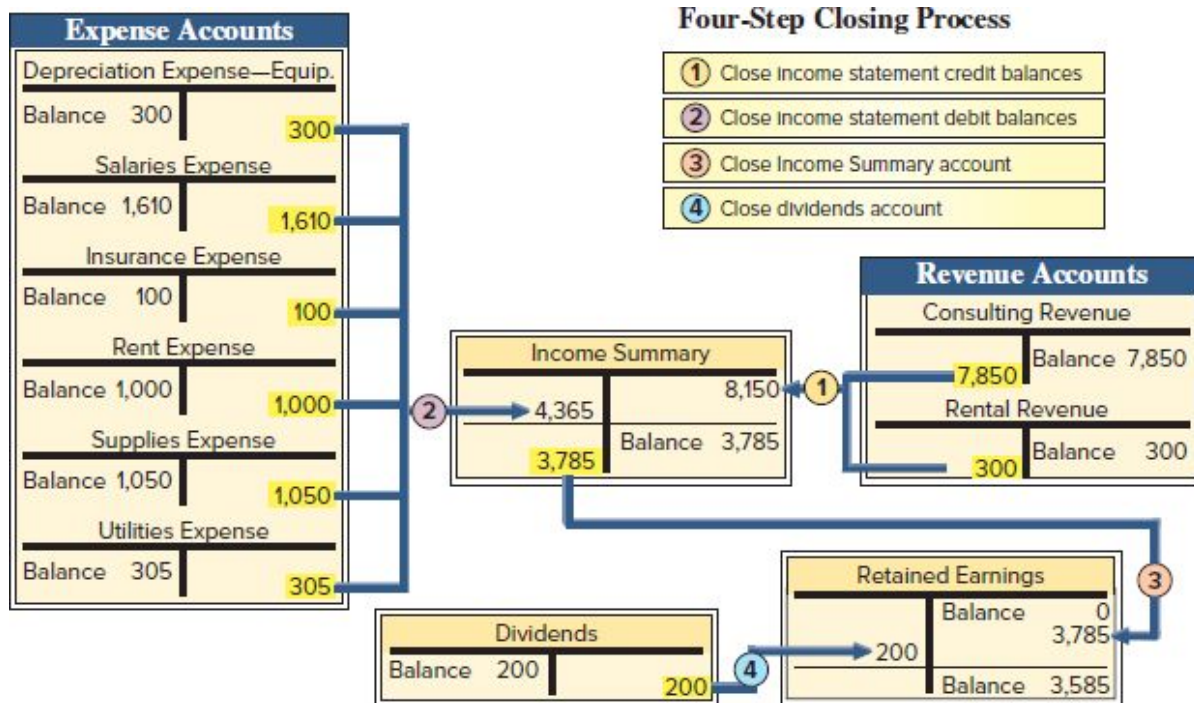 Expense Accounts
Depreciation Expense—Equip.
Balance 300
300
Salaries Expense
Balance 1,610
1,610
Insurance Expense
Balance 100
100
Rent Expense
Balance 1,000
1,000
Supplies Expense
Balance 1,050
1,050
Utilities Expense
Balance 305
305
Four-Step Closing Process
1 Close income statement credit balances
2 Close income statement debit balances
3 Close Income Summary account
4 Close dividends account
Revenue Accounts
Consulting Revenue
Balance 7,850
7,850
Rental Revenue
Balance 300
300
1
2
Income Summary
8,150
4,365
Balance 3,785
3,785
3
Retained Earnings
Balance 0
3,785
200
Balance 3,585
Dividends
Balance 200
200
4